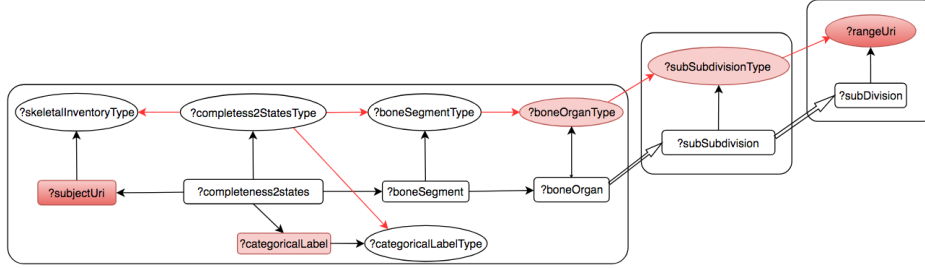 ?rangeUri
?subSubdivisionType
?subDivision
?skeletalInventoryType
?completess2StatesType
?boneSegmentType
?boneOrganType
?subSubdivision
?subjectUri
?completeness2states
?boneSegment
?boneOrgan
?categoricalLabel
?categoricalLabelType